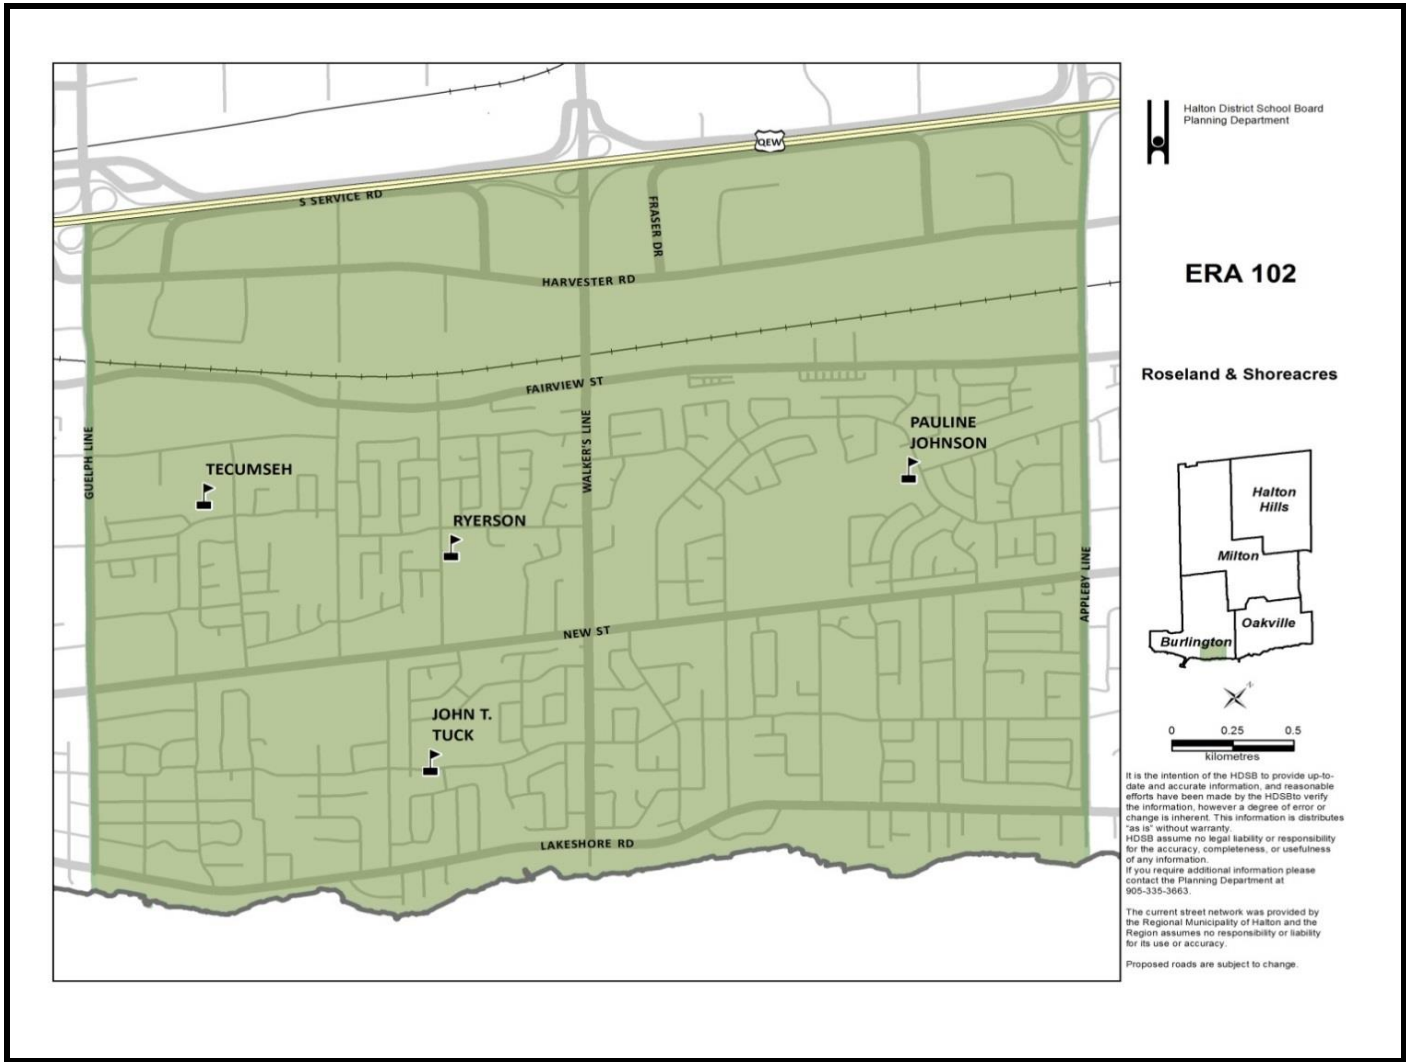 Halton District School Board
Planning Department
ERA 102
Roseland & Shoreacres
QEW
S SERVICE RD
FRASER DR
HARVESTER RD
FAIRVIEW ST
GUELPH LINE
WALKER'S LINE
APPLEBY LINE
PAULINE
JOHNSON
TECUMSEH
RYERSON
NEW ST
JOHN T.
TUCK
LAKESHORE RD
Halton
Hills
Milton
Oakville
Burlington
N
0 0.25 0.5
kilometres
It is the intention of the HDSB to provide up-to-
date and accurate information, and reasonable
efforts have been made by the HDSBto verify
the information, however a degree of error or
change is inherent. This information is distributes
"as is" without warranty.
HDSB assume no legal liability or responsibility
for the accuracy, completeness, or usefulness
of any information.
If you require additional information please
contact the Planning Department at
905-335-3663.
The current street network was provided by
the Regional Municipality of Halton and the
Region assumes no responsibility or liability
for its use or accuracy.
Proposed roads are subject to change.